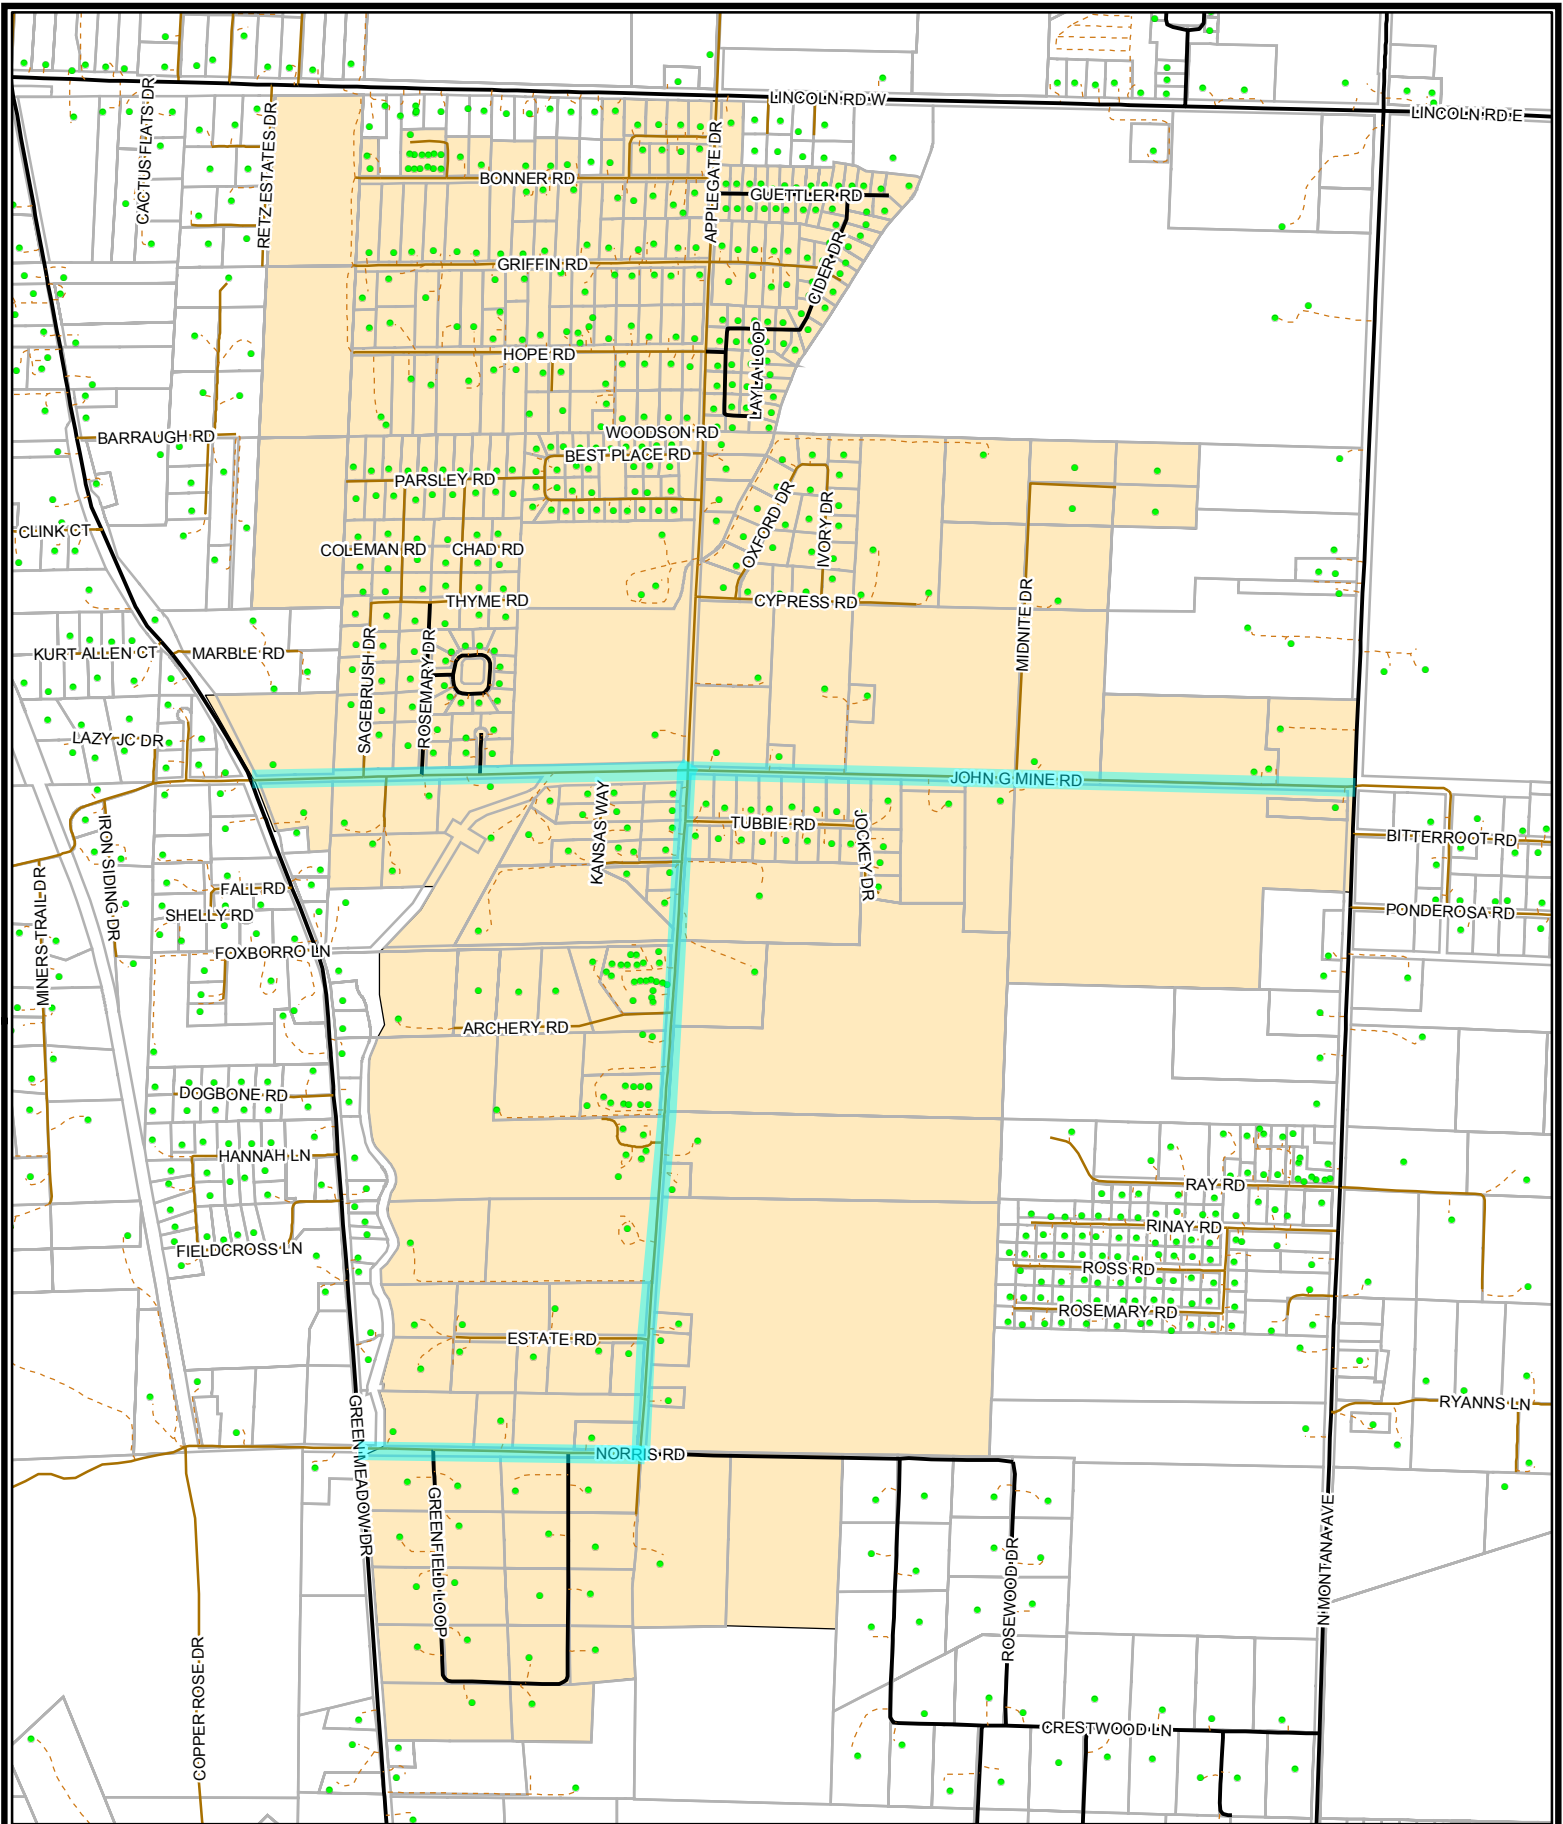 LINCOLN RD W
LINCOLN RD E
CACTUS FLATS DR
RETZ ESTATES DR
APPLEGATE DR
BONNER RD
GUETTLER RD
CIDER DR
GRIFFIN RD
HOPE RD
LAYLA LOOP
BARRAUGH RD
WOODSON RD
BEST PLACE RD
PARSLEY RD
OXFORD DR
IVORY DR
CLINK CT
COLEMAN RD
CHAD RD
THYME RD
CYPRESS RD
MIDNITE DR
KURT ALLEN CT
MARBLE RD
SAGEBRUSH DR
ROSEMARY DR
LAZY JC DR
JOHN G MINE RD
KANSAS WAY
TUBBIE RD
JOCKEY DR
BITTERROOT RD
IRON SIDING DR
MINERS TRAIL DR
FALL RD
SHELLY RD
PONDEROSA RD
FOXBORRO LN
ARCHERY RD
DOGBONE RD
HANNAH LN
RAY RD
RINAY RD
FIELDCROSS LN
ROSS RD
ROSEMARY RD
ESTATE RD
RYANNS LN
GREEN MEADOW DR
NORRIS RD
GREENFIELD LOOP
ROSEWOOD DR
N MONTANA AVE
COPPER ROSE DR
CRESTWOOD LN